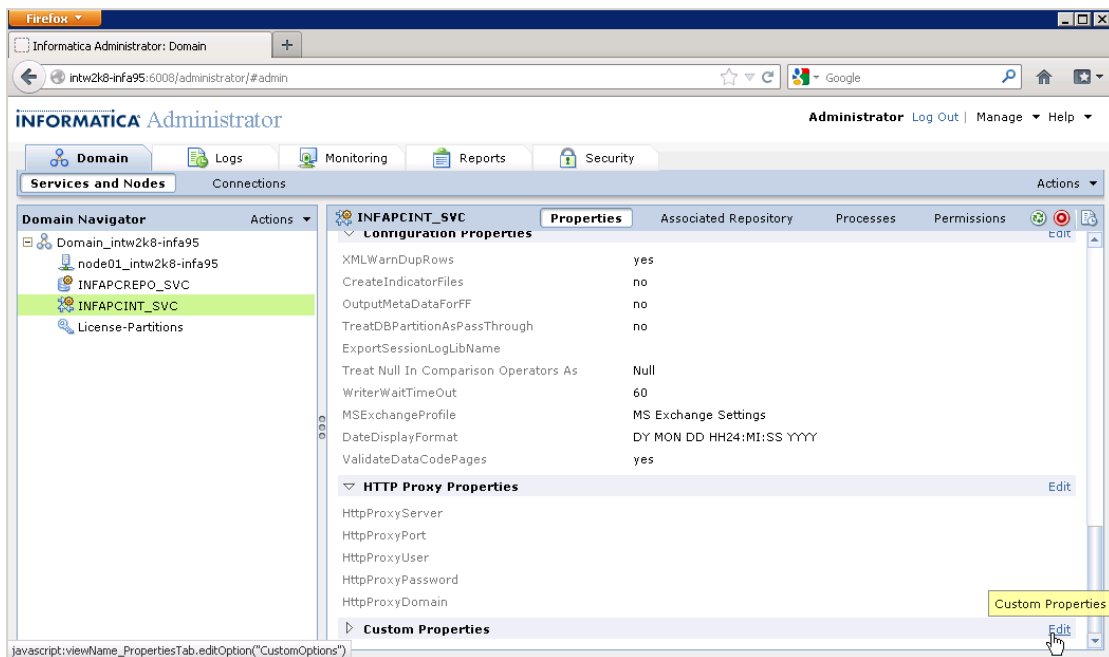 Firefox
Informatica Administrator: Domain
intw2k8-infa95:6008/administrator/#admin
Google
INFORMATICA Administrator
Administrator Log Out | Manage Help
Domain Logs Monitoring Reports Security
Services and Nodes Connections Actions
Domain Navigator Actions
Domain_intw2k8-infa95
node01_intw2k8-infa95
INFAPCREPO_SVC
INFAPCINT_SVC
License-Partitions
INFAPCINT_SVC Properties Associated Repository Processes Permissions
Configuration Properties Edit
XMLWarnDupRows yes
CreateIndicatorFiles no
OutputMetaDataForFF no
TreatDBPartitionAsPassThrough no
ExportSessionLogLibName
Treat Null In Comparison Operators As Null
WriterWaitTimeOut 60
MSExchangeProfile MS Exchange Settings
DateDisplayFormat DY MON DD HH24:MI:SS YYYY
ValidateDataCodePages yes
HTTP Proxy Properties Edit
HttpProxyServer
HttpProxyPort
HttpProxyUser
HttpProxyPassword
HttpProxyDomain
Custom Properties
Custom Properties Edit
javascript:viewName_PropertiesTab.editOption("CustomOptions")